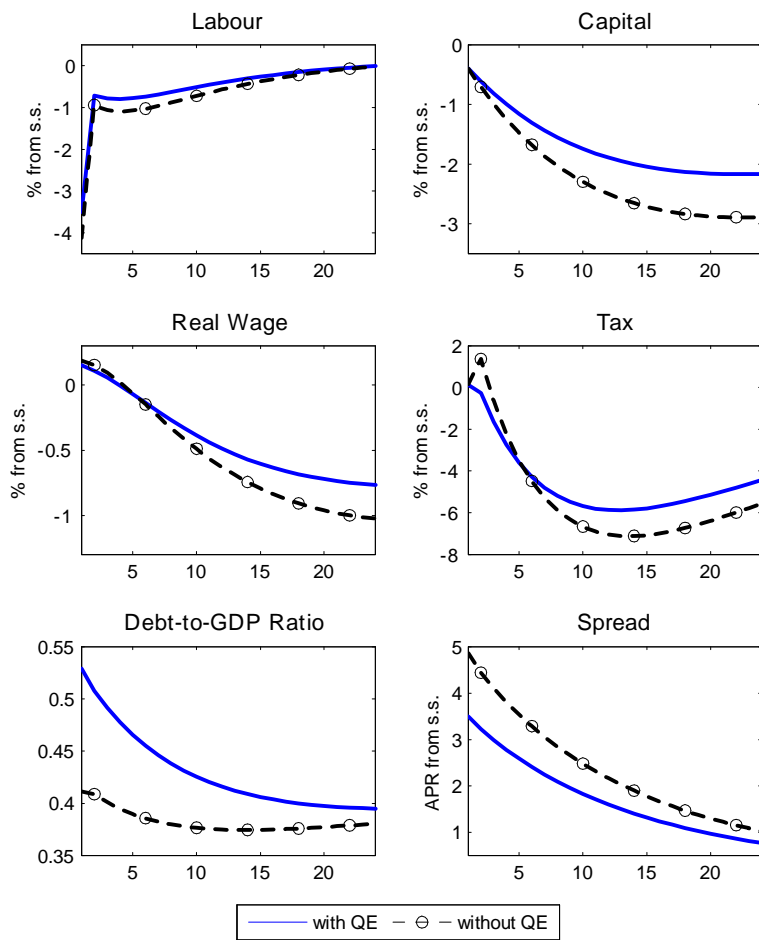 Labour
Capital
0
-1
-2
-3
-4
% from s.s.
5 10 15 20
0
-1
-2
-3
% from s.s.
5 10 15 20
Real Wage
Tax
0
-0.5
-1
% from s.s.
5 10 15 20
2
0
-2
-4
-6
-8
% from s.s.
5 10 15 20
Debt-to-GDP Ratio
Spread
0.55
0.5
0.45
0.4
0.35
5 10 15 20
5
4
3
2
1
APR from s.s.
5 10 15 20
with QE
without QE